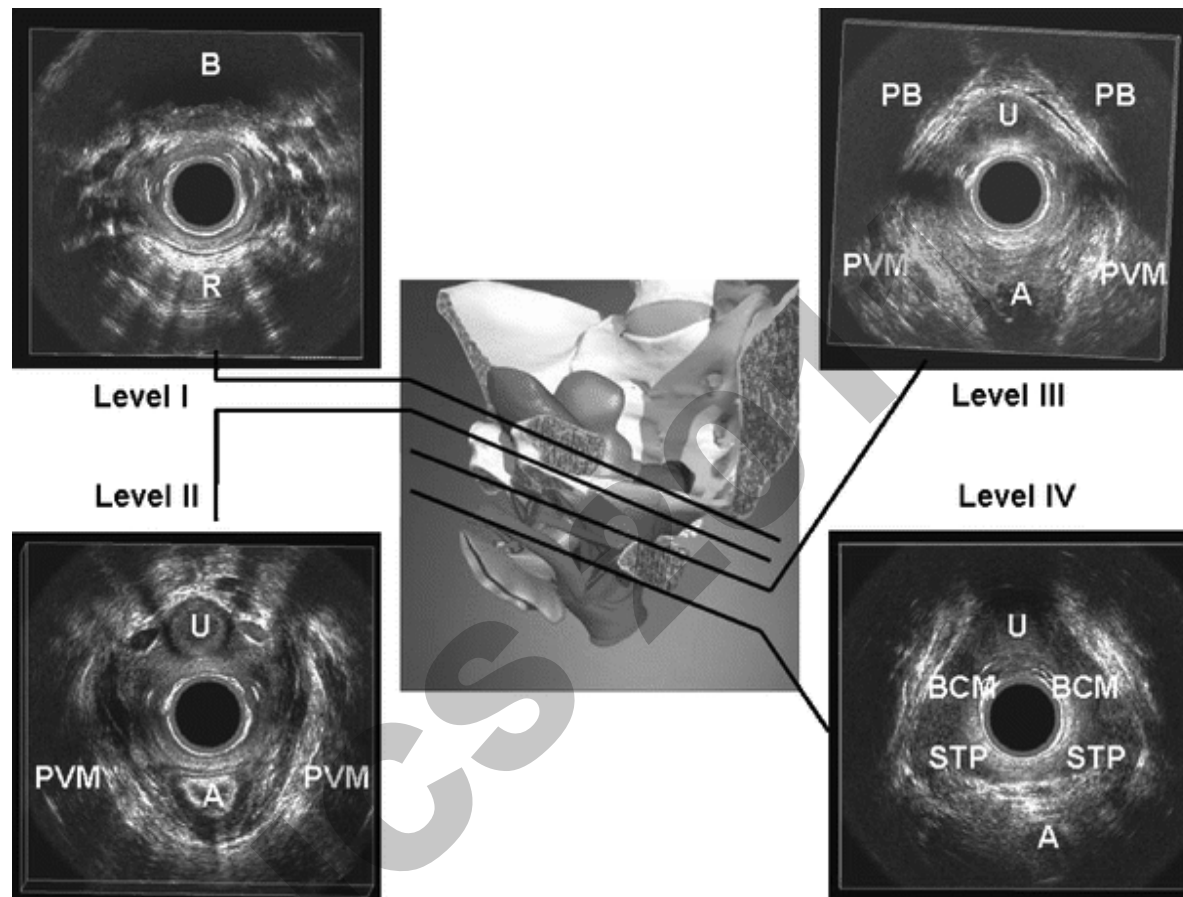 B
R
Level I
PB PB
U
PVM PVM
A
Level III
Level II
U
PVM PVM
A
Level IV
U
BCM BCM
STP STP
A